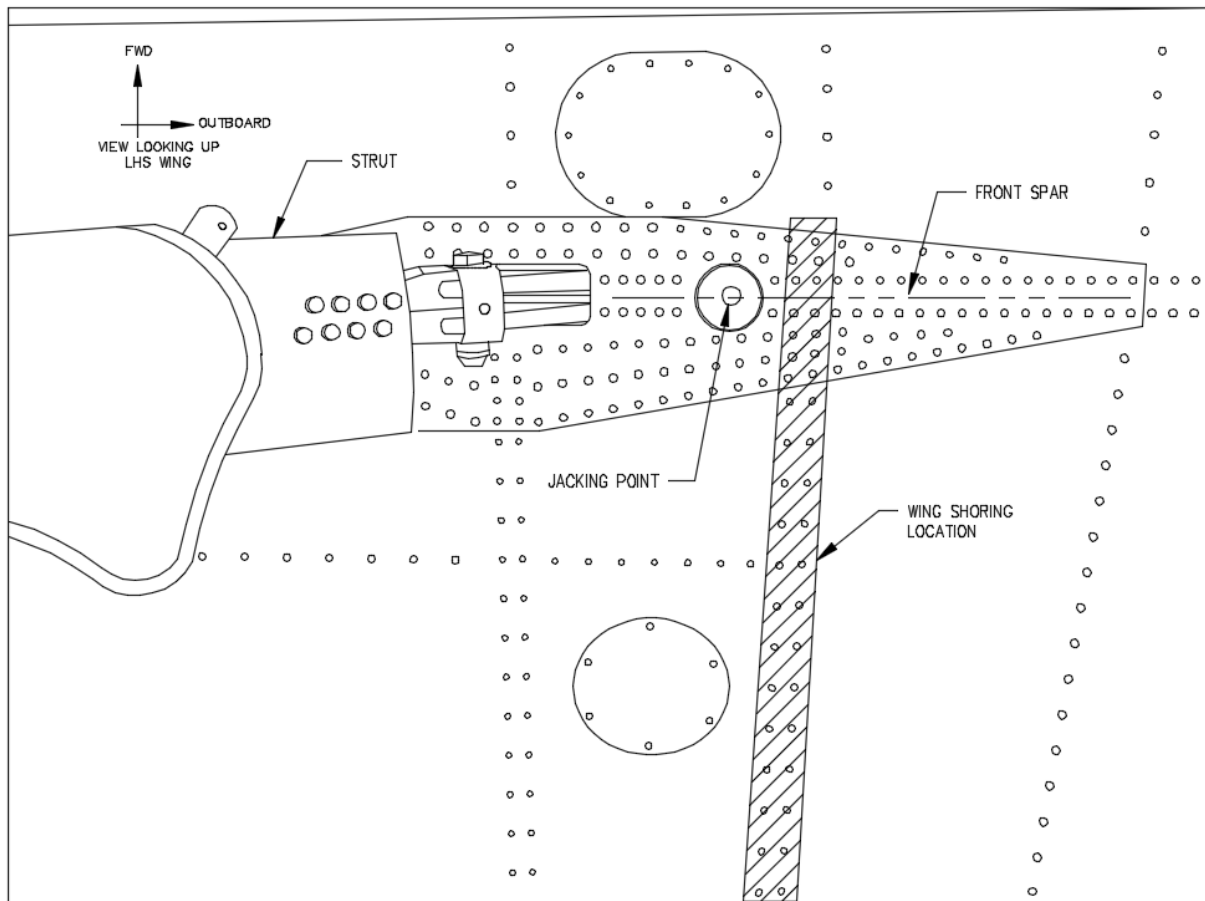 FWD
OUTBOARD
VIEW LOOKING UP
LHS WING
STRUT
FRONT SPAR
JACKING POINT
WING SHORING
LOCATION